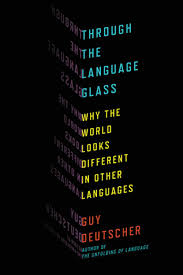 THROUGH
THE
LANGUAGE
GLASS
WHY THE
WORLD
LOOKS
DIFFERENT
IN OTHER
LANGUAGES
GUY
DEUTSCHER
AUTHOR OF
THE UNFOLDING OF LANGUAGE